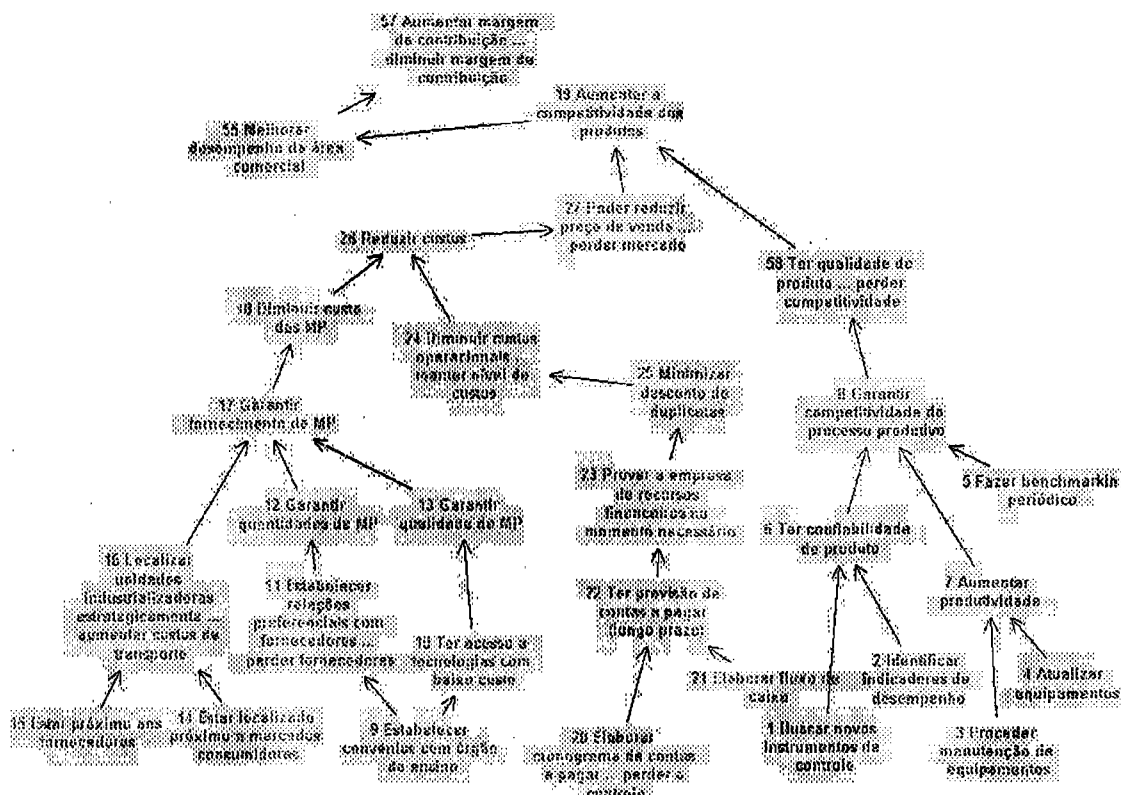 57 Aumentar margem
de contribuição ...
diminuir margem de
contribuição
19 Aumentar a
competitividade dos
produtos
55 Melhorar
desempenho da área
comercial
27 Poder reduzir
preço de venda ...
perder mercado
26 Reduzir custos
58 Ter qualidade do
produto ... perder
competitividade
18 Diminuir custo
das MP
24 Diminuir custos
operacionais ...
manter nível de
custos
25 Minimizar
desconto de
duplicatas
17 Garantir
fornecimento de MP
8 Garantir
competitividade do
processo produtivo
5 Fazer benchmarkin
periódico
12 Garantir
quantidades de MP
13 Garantir
qualidade de MP
23 Prover a empresa
de recursos
financeiros no
momento necessário
6 Ter confiabilidade
do produto
16 Localizar
unidades
industrializadoras
estrategicamente ...
aumentar custos de
transporte
11 Estabelecer
relações
preferenciais com
fornecedores ...
perder fornecedores
10 Ter acesso a
tecnologias com
baixo custo
22 Ter previsão de
contas a pagar
(longo prazo)
7 Aumentar
produtividade
21 Elaborar fluxo de
caixa
2 Identificar
indicadores de
desempenho
4 Atualizar
equipamentos
15 Estar próximo aos
fornecedores
14 Estar localizado
próximo a mercados
consumidores
9 Estabelecer
convênios com órgão
de ensino
20 Elaborar
cronograma de contas
a pagar ... perder o
controle
1 Buscar novos
instrumentos de
controle
3 Proceder
manutenção de
equipamentos